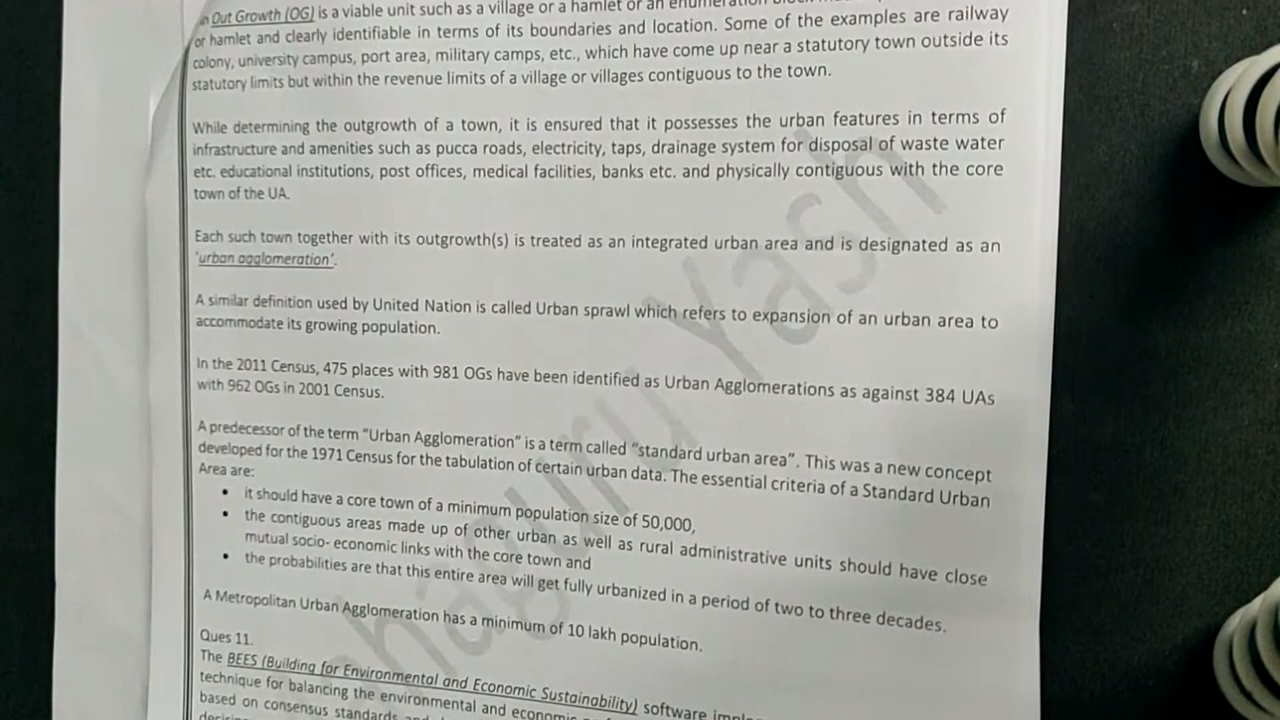 Out Growth (OG) is a viable unit such as a village or a hamlet or an enumeration block
or hamlet and clearly identifiable in terms of its boundaries and location. Some of the examples are railway
colony, university campus, port area, military camps, etc., which have come up near a statutory town outside its
statutory limits but within the revenue limits of a village or villages contiguous to the town.
While determining the outgrowth of a town, it is ensured that it possesses the urban features in terms of
infrastructure and amenities such as pucca roads, electricity, taps, drainage system for disposal of waste water
etc. educational institutions, post offices, medical facilities, banks etc. and physically contiguous with the core
town of the UA.
Each such town together with its outgrowth(s) is treated as an integrated urban area and is designated as an
'urban agglomeration'.
A similar definition used by United Nation is called Urban sprawl which refers to expansion of an urban area to
accommodate its growing population.
In the 2011 Census, 475 places with 981 OGs have been identified as Urban Agglomerations as against 384 UAs
with 962 OGs in 2001 Census.
A predecessor of the term "Urban Agglomeration" is a term called "standard urban area". This was a new concept
developed for the 1971 Census for the tabulation of certain urban data. The essential criteria of a Standard Urban
Area are:
• it should have a core town of a minimum population size of 50,000,
• the contiguous areas made up of other urban as well as rural administrative units should have close
mutual socio- economic links with the core town and
• the probabilities are that this entire area will get fully urbanized in a period of two to three decades.
A Metropolitan Urban Agglomeration has a minimum of 10 lakh population.
Ques 11.
The BEES (Building for Environmental and Economic Sustainability) software
technique for balancing the environmental and economic
based on consensus standards